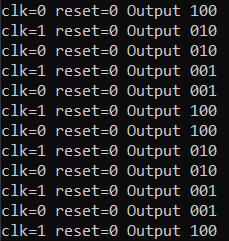 clk=0 reset=0 Output 100
clk=1 reset=0 Output 010
clk=0 reset=0 Output 010
clk=1 reset=0 Output 001
clk=0 reset=0 Output 001
clk=1 reset=0 Output 100
clk=0 reset=0 Output 100
clk=1 reset=0 Output 010
clk=0 reset=0 Output 010
clk=1 reset=0 Output 001
clk=0 reset=0 Output 001
clk=1 reset=0 Output 100